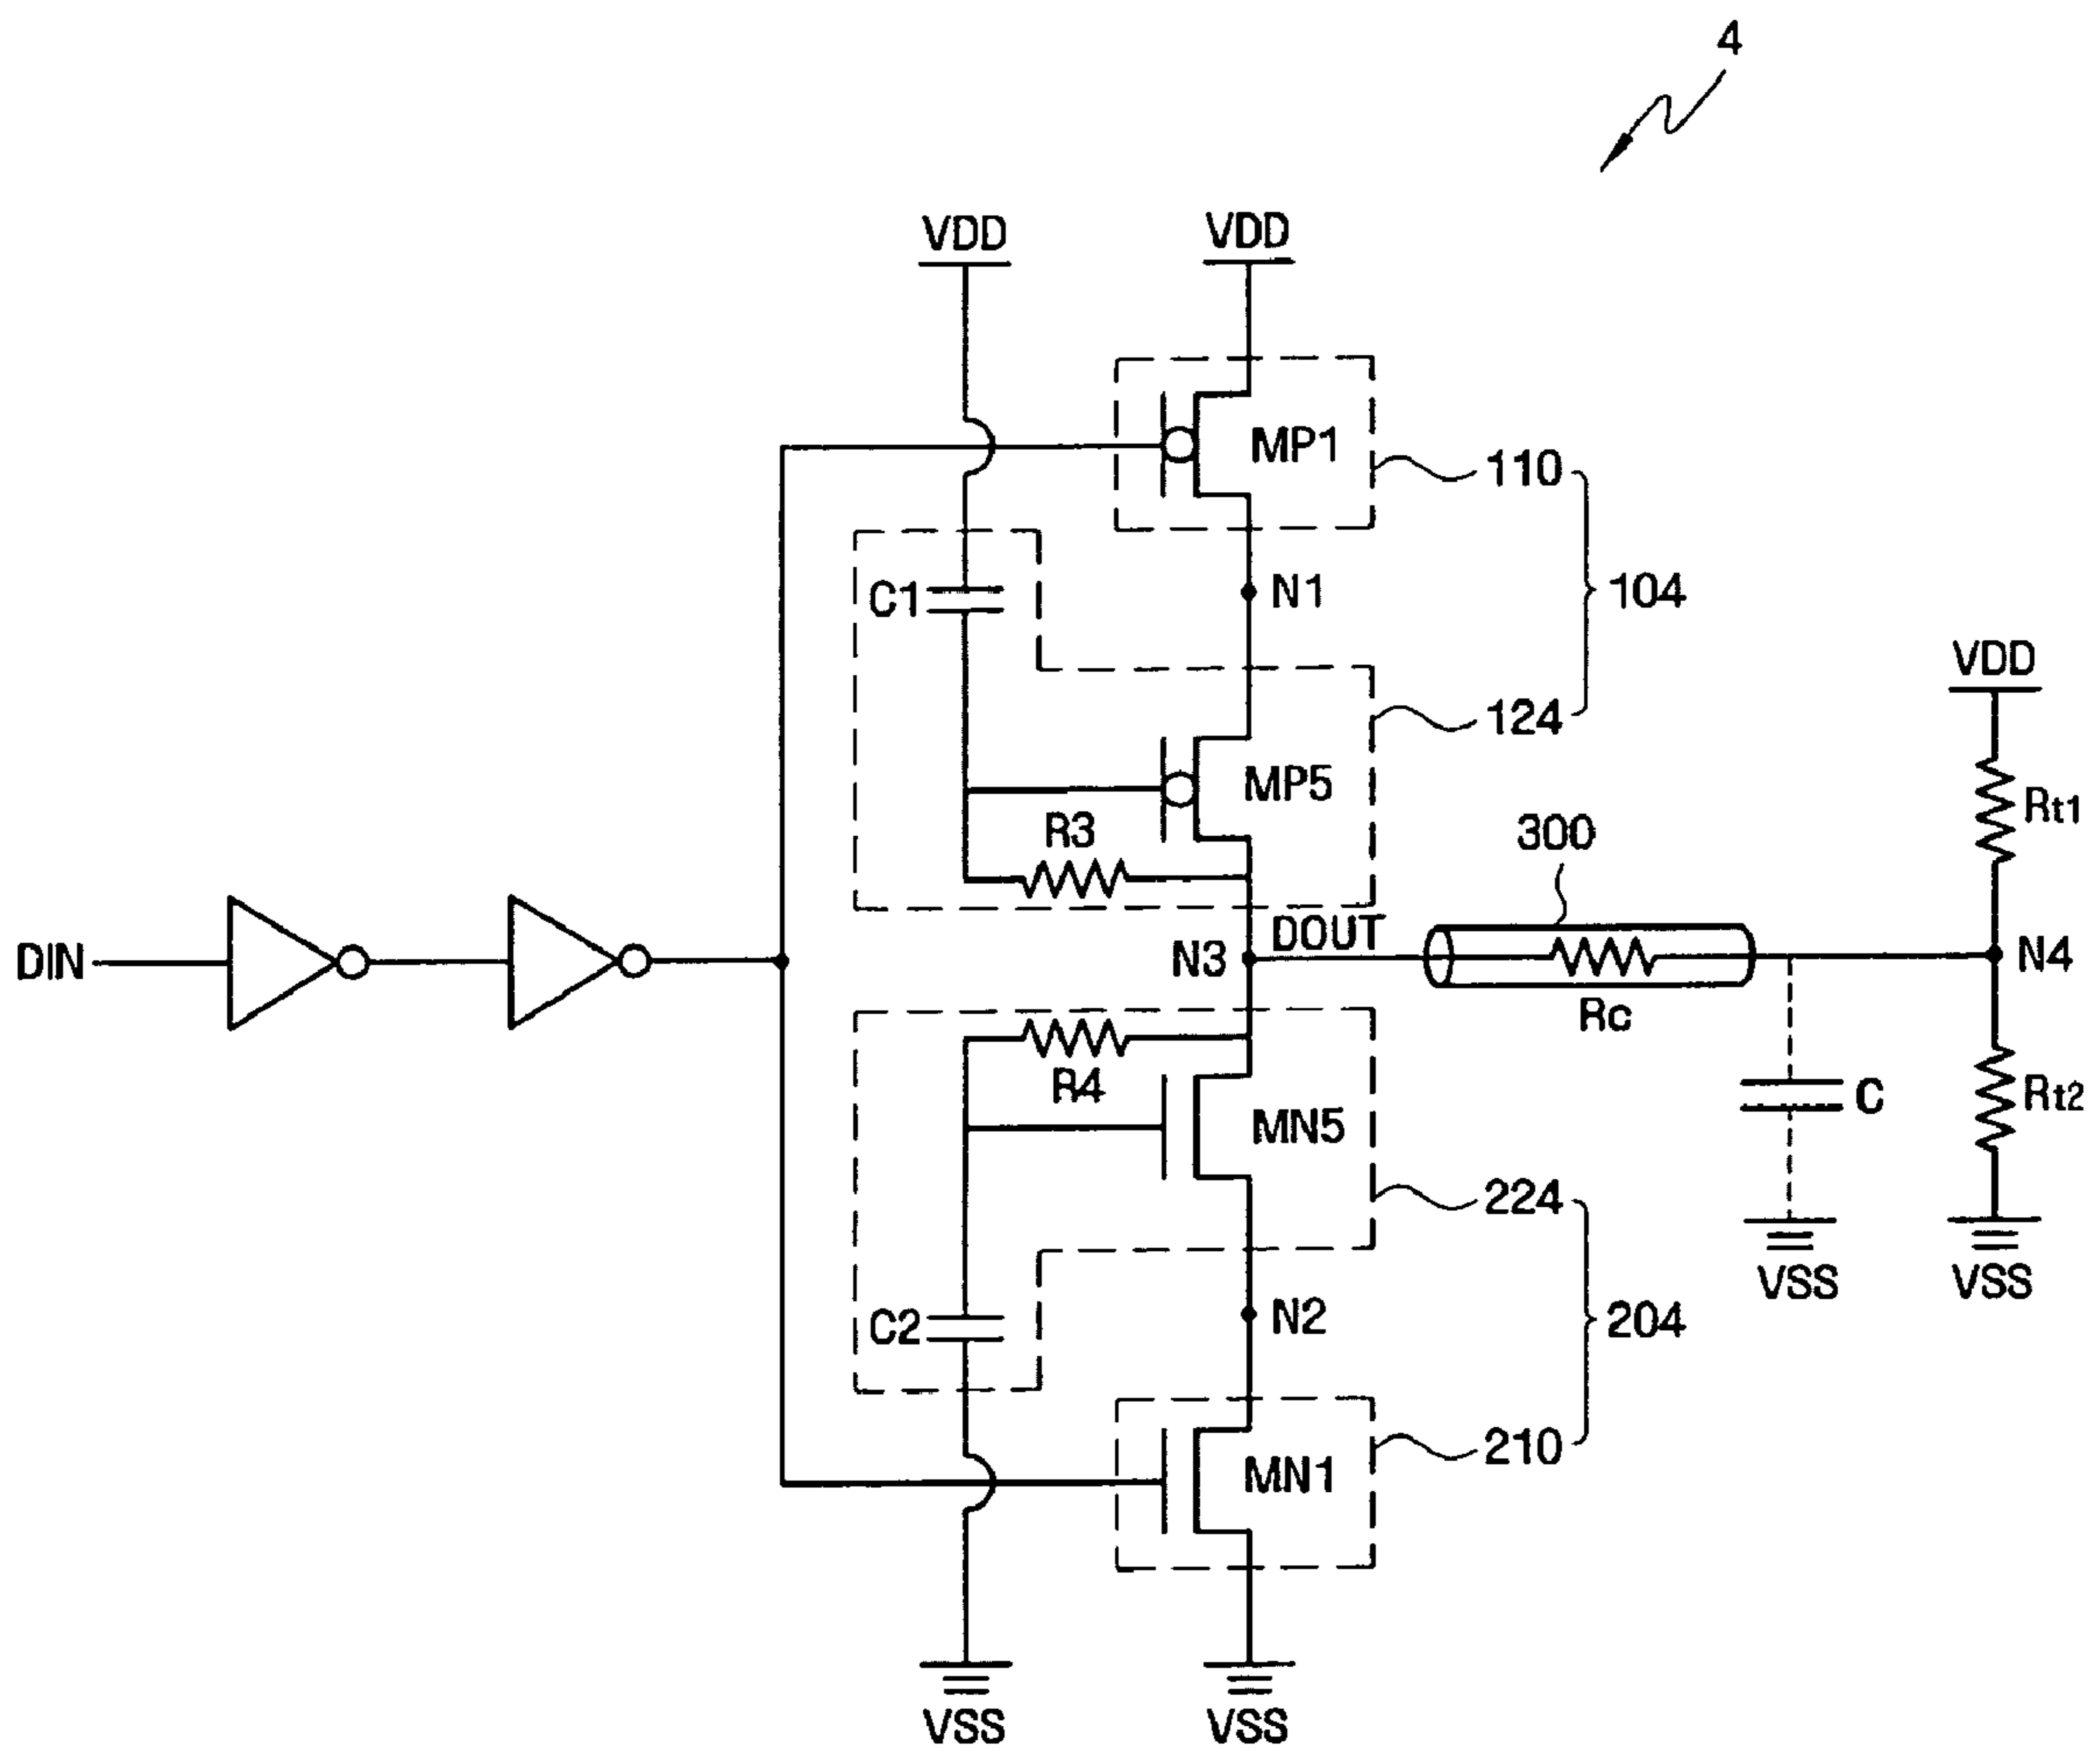 4
VDD
VDD
MP1
110
C1
N1
104
VDD
124
MP5
Rt1
R3
300
DIN
N3
DOUT
N4
Rc
R4
C
Rt2
MN5
224
VSS
VSS
C2
N2
204
210
MN1
VSS
VSS